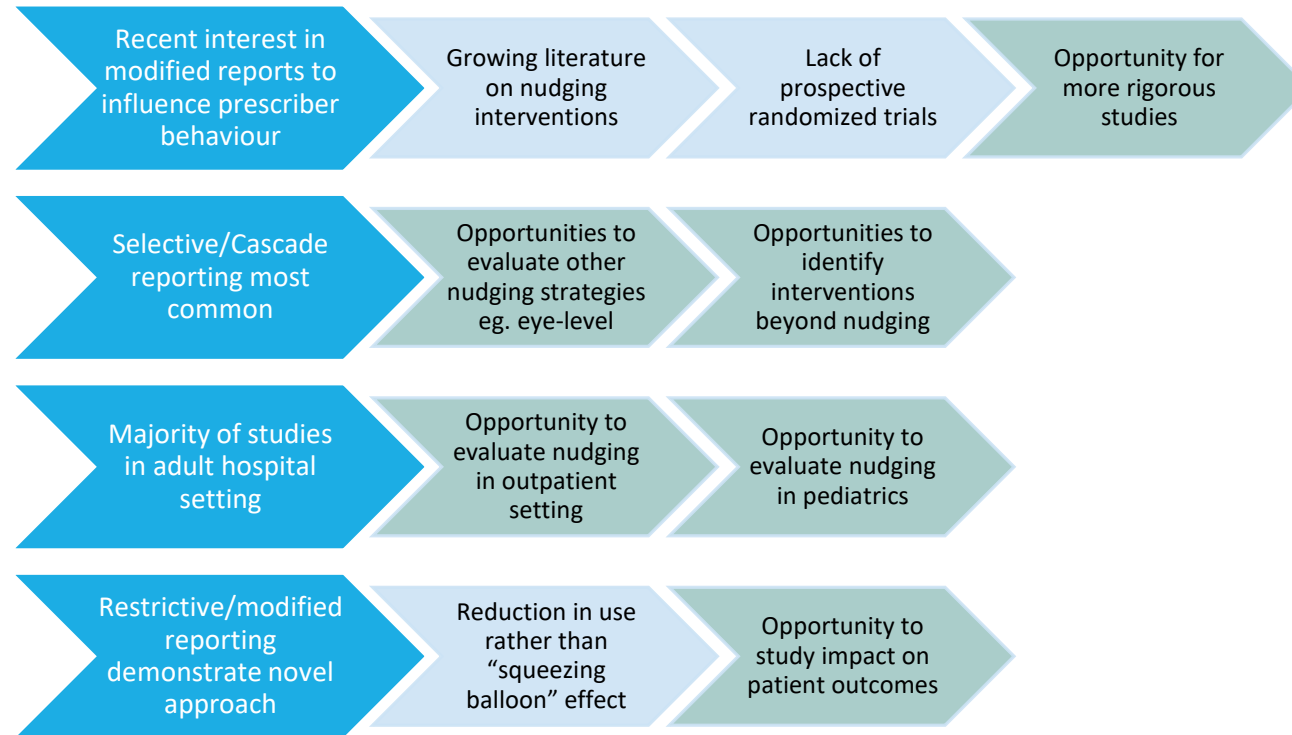 Recent interest in
modified reports to
influence prescriber
behaviour
Growing literature
on nudging
interventions
Lack of
prospective
randomized trials
Opportunity for
more rigorous
studies
Selective/Cascade
reporting most
common
Opportunities to
evaluate other
nudging strategies
eg. eye-level
Opportunities to
identify
interventions
beyond nudging
Majority of studies
in adult hospital
setting
Opportunity to
evaluate nudging
in outpatient
setting
Opportunity to
evaluate nudging
in pediatrics
Restrictive/modified
reporting
demonstrate novel
approach
Reduction in use
rather than
“squeezing
balloon” effect
Opportunity to
study impact on
patient outcomes